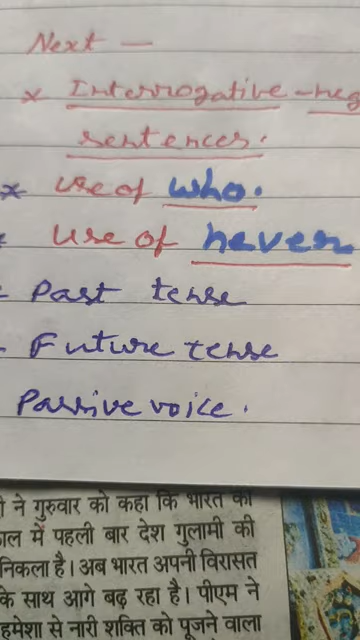 Next —
* Interrogative - neg
sentences.
* use of who.
* use of never
- Past tense
- Future tense
Passive voice.
ने गुरुवार को कहा कि भारत की
में पहली बार देश गुलामी की
निकला है। अब भारत अपनी विरासत
के साथ आगे बढ़ रहा है। पीएम ने
हमेशा से नारी शक्ति को पूजने वाला